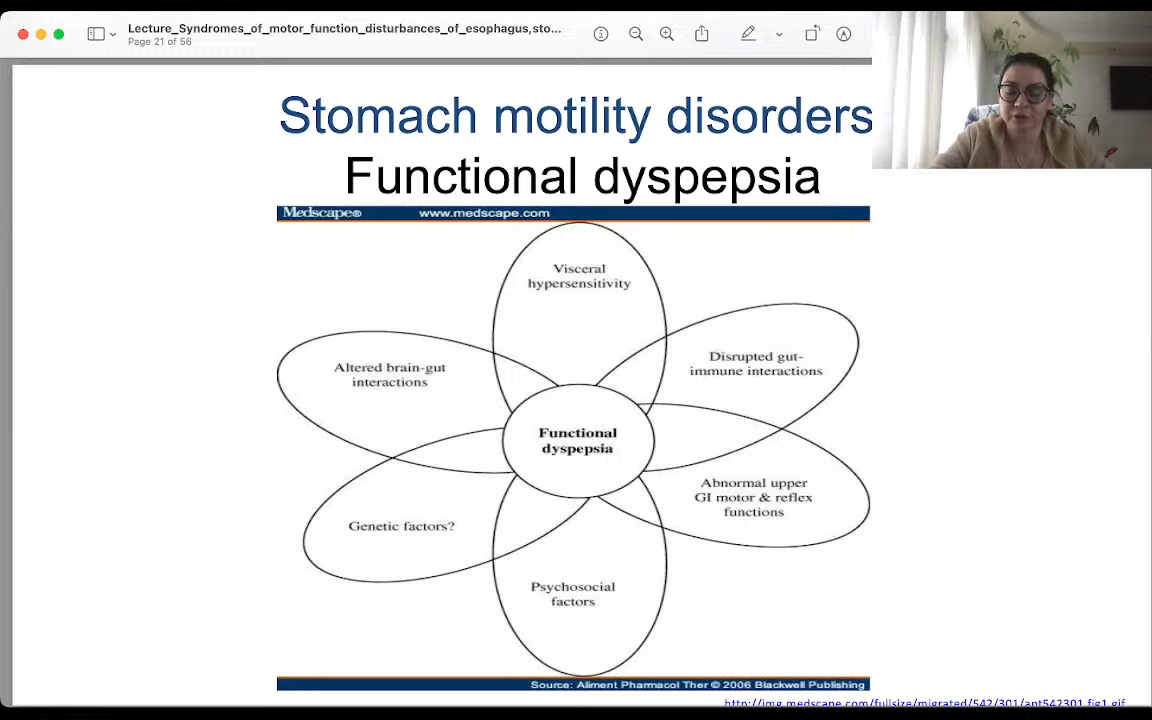 Lecture_Syndromes_of_motor_function_disturbances_of_esophagus,sto...
Page 21 of 56
Stomach motility disorders
Functional dyspepsia
Medscape® www.medscape.com
Visceral
hypersensitivity
Disrupted gut-
immune interactions
Altered brain-gut
interactions
Functional
dyspepsia
Abnormal upper
GI motor & reflex
functions
Genetic factors?
Psychosocial
factors
Source: Aliment Pharmacol Ther © 2006 Blackwell Publishing
http://img.medscape.com/fullsize/migrated/542/301/apt542301.fig1.gif